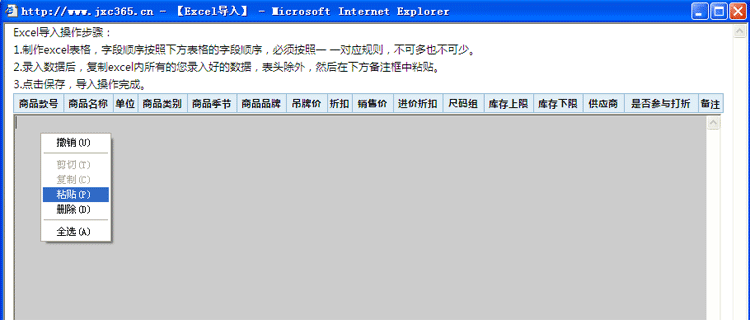 http://www.jxc365.cn - 【Excel导入】 - Microsoft Internet Explorer
Excel导入操作步骤：
1.制作excel表格，字段顺序按照下方表格的字段顺序，必须按照一 一对应规则，不可多也不可少。
2.录入数据后，复制excel内所有的您录入好的数据，表头除外，然后在下方备注框中粘贴。
3.点击保存，导入操作完成。
商品款号 商品名称 单位 商品类别 商品季节 商品品牌 吊牌价 折扣 销售价 进价折扣 尺码组 库存上限 库存下限 供应商 是否参与打折 备注
撤销(U)
剪切(T)
复制(C)
粘贴(P)
删除(D)
全选(A)